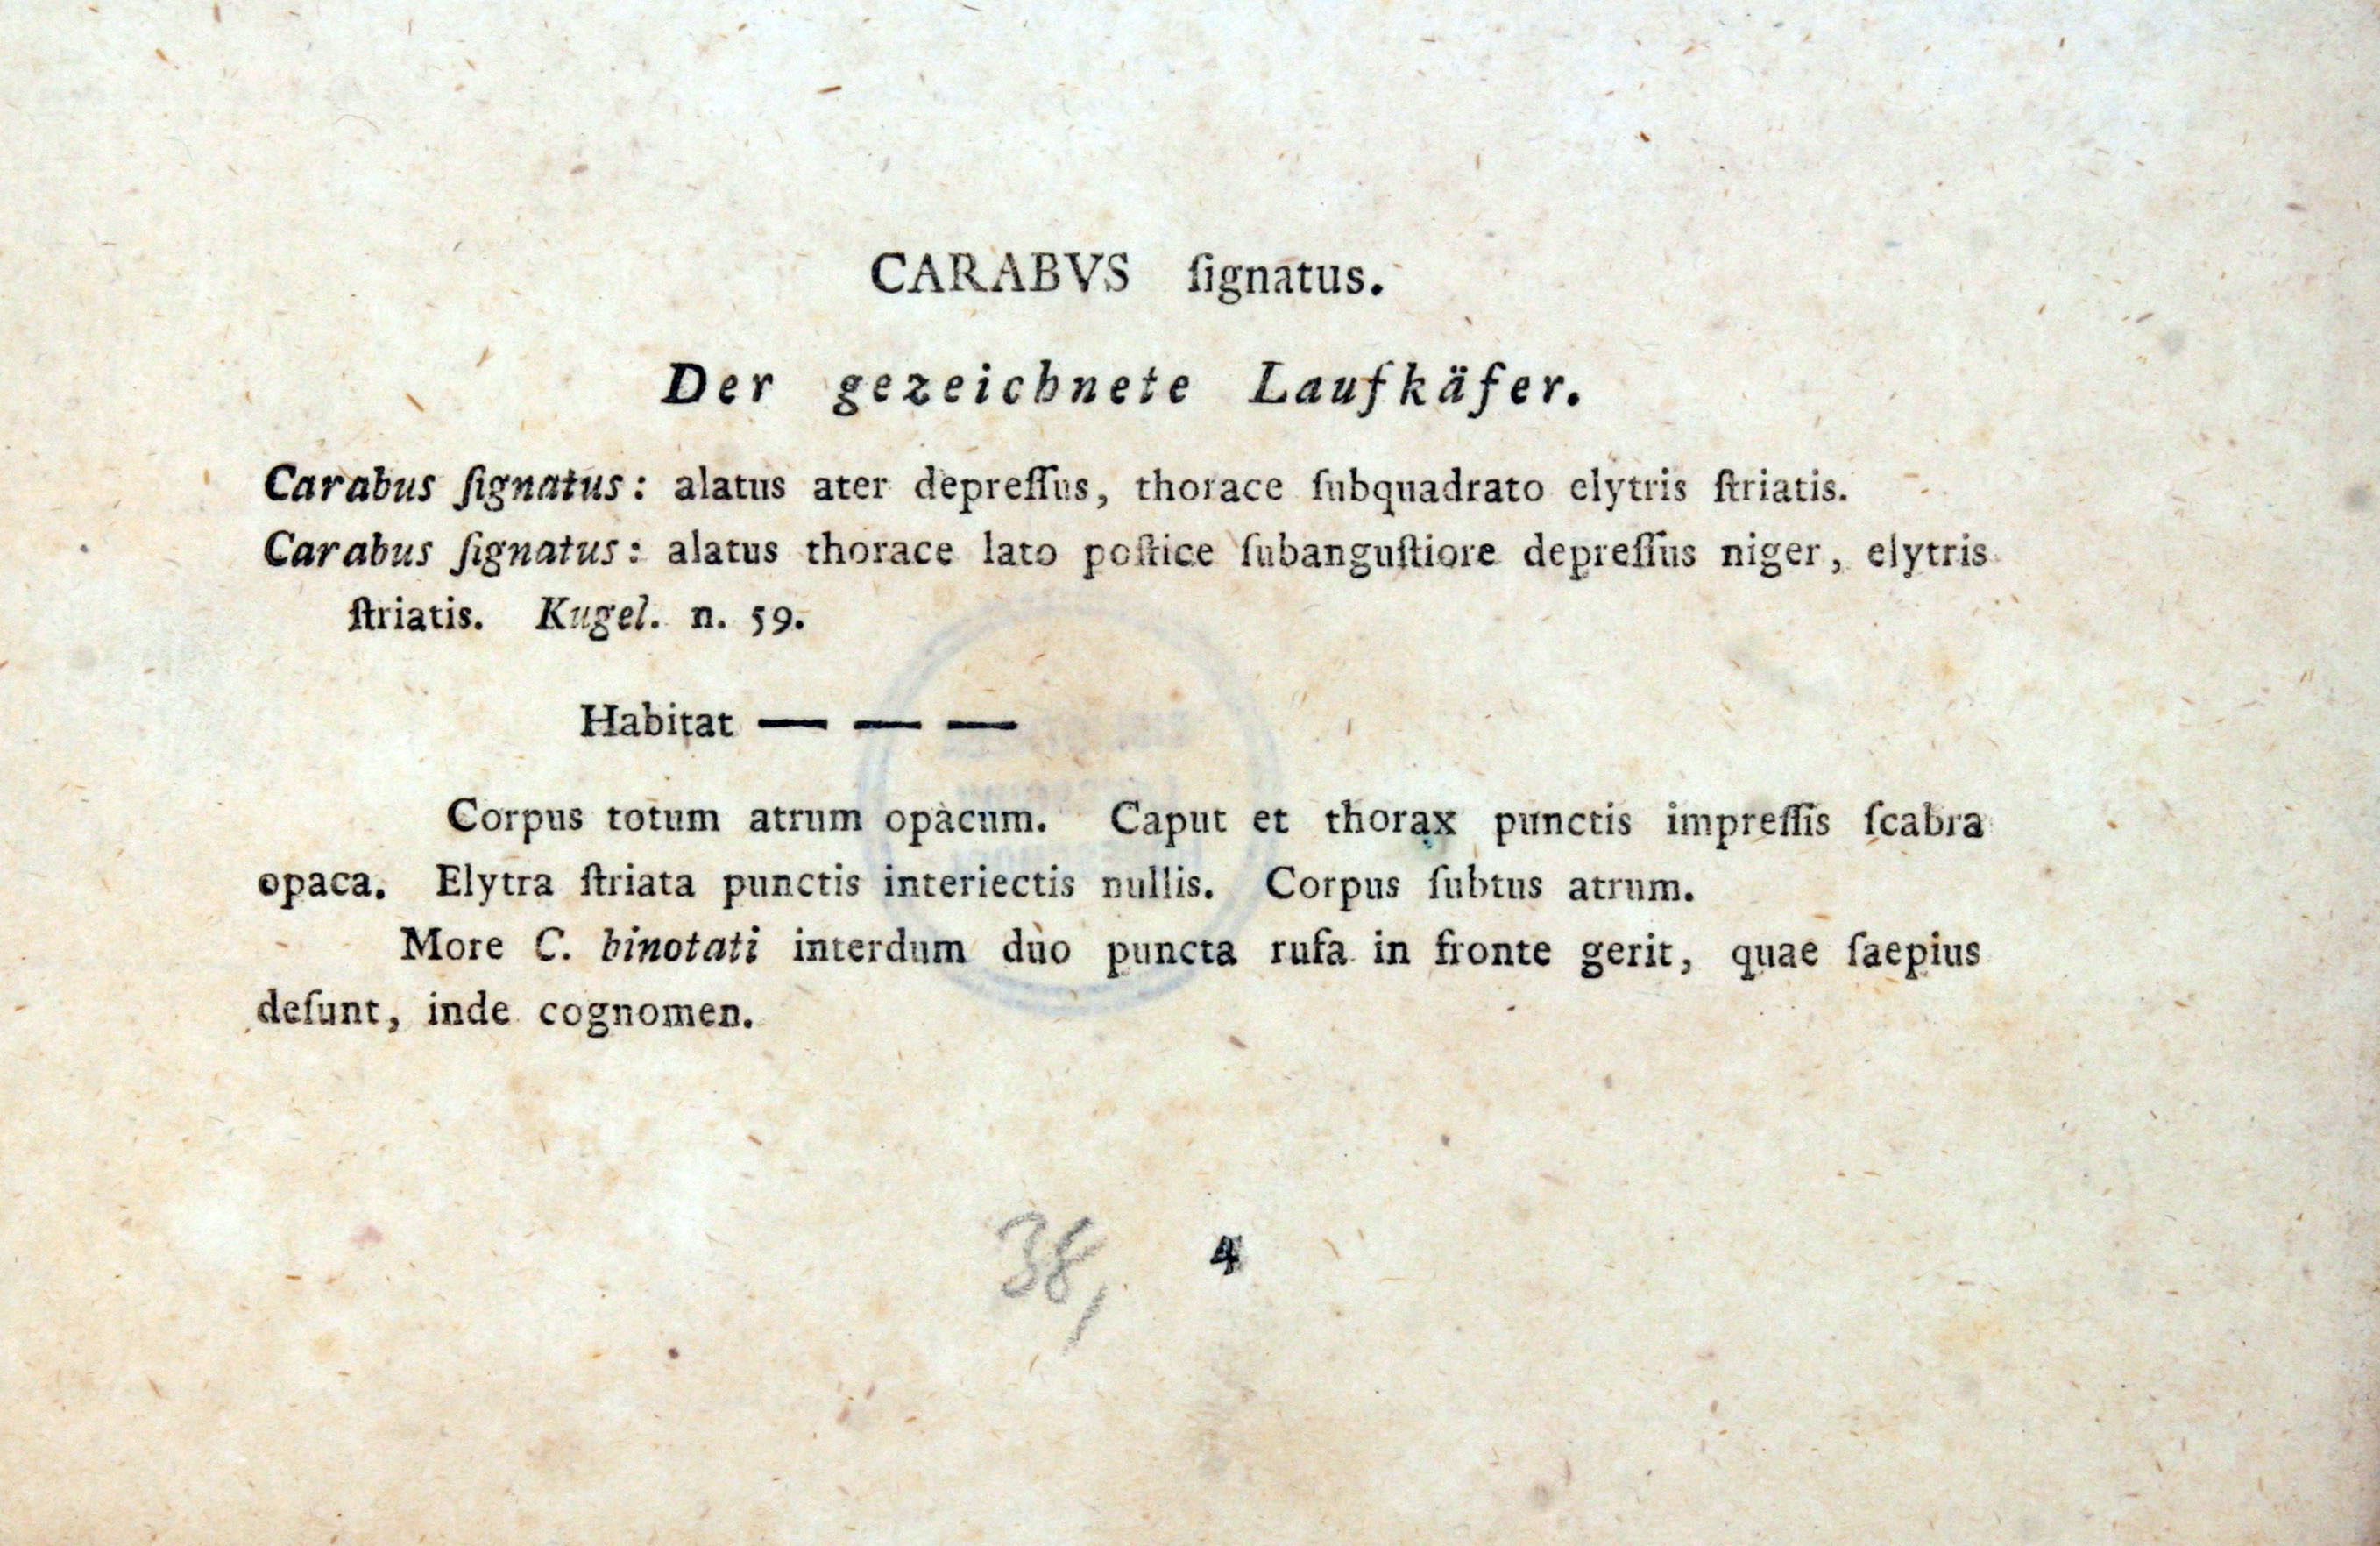 CARABVS ſignatus.
Der gezeichnete Laufkäfer.
Carabus ſignatus: alatus ater depreſſus, thorace ſubquadrato elytris ſtriatis.
Carabus ſignatus: alatus thorace lato poſtice ſubanguſtiore depreſſus niger, elytris
ſtriatis. Kugel. n. 59.
Habitat — — —
Corpus totum atrum opacum. Caput et thorax punctis impreſſis ſcabra
opaca. Elytra ſtriata punctis interiectis nullis. Corpus ſubtus atrum.
More C. binotati interdum duo puncta rufa in fronte gerit, quae ſaepius
deſunt, inde cognomen.
38, 4